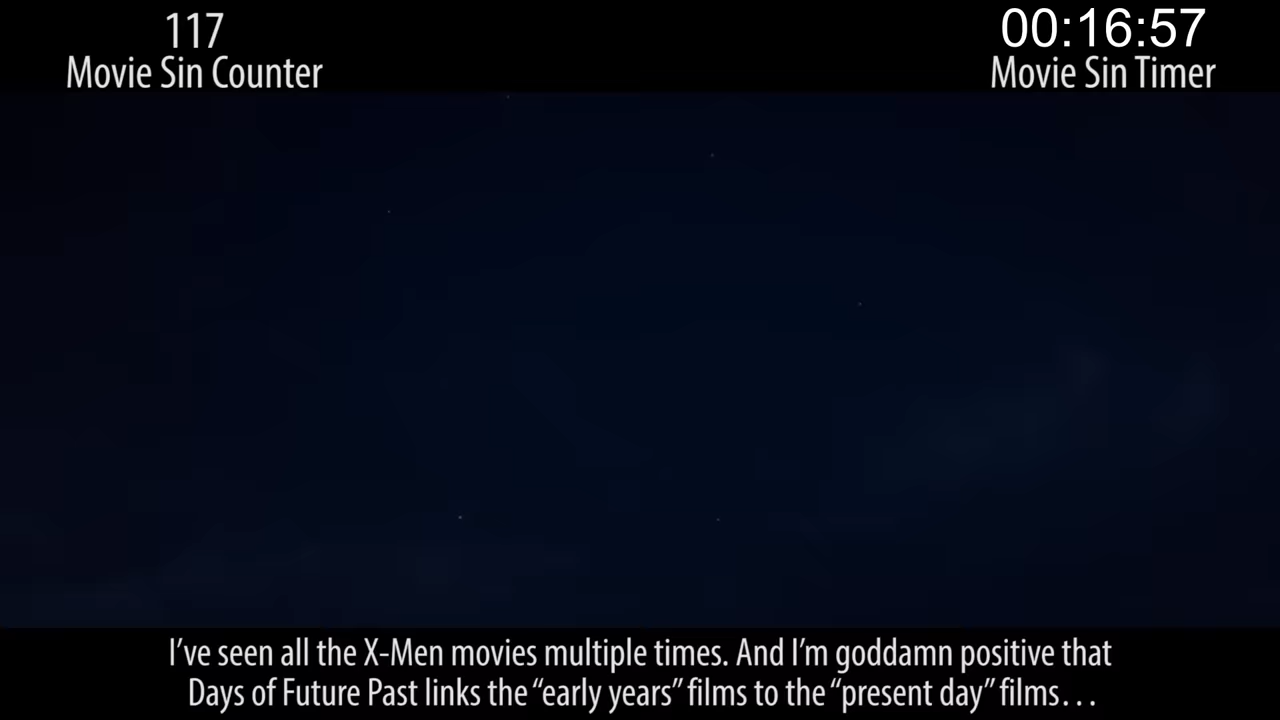 117
Movie Sin Counter
00:16:57
Movie Sin Timer
I’ve seen all the X-Men movies multiple times. And I’m goddamn positive that
Days of Future Past links the “early years” films to the “present day” films…